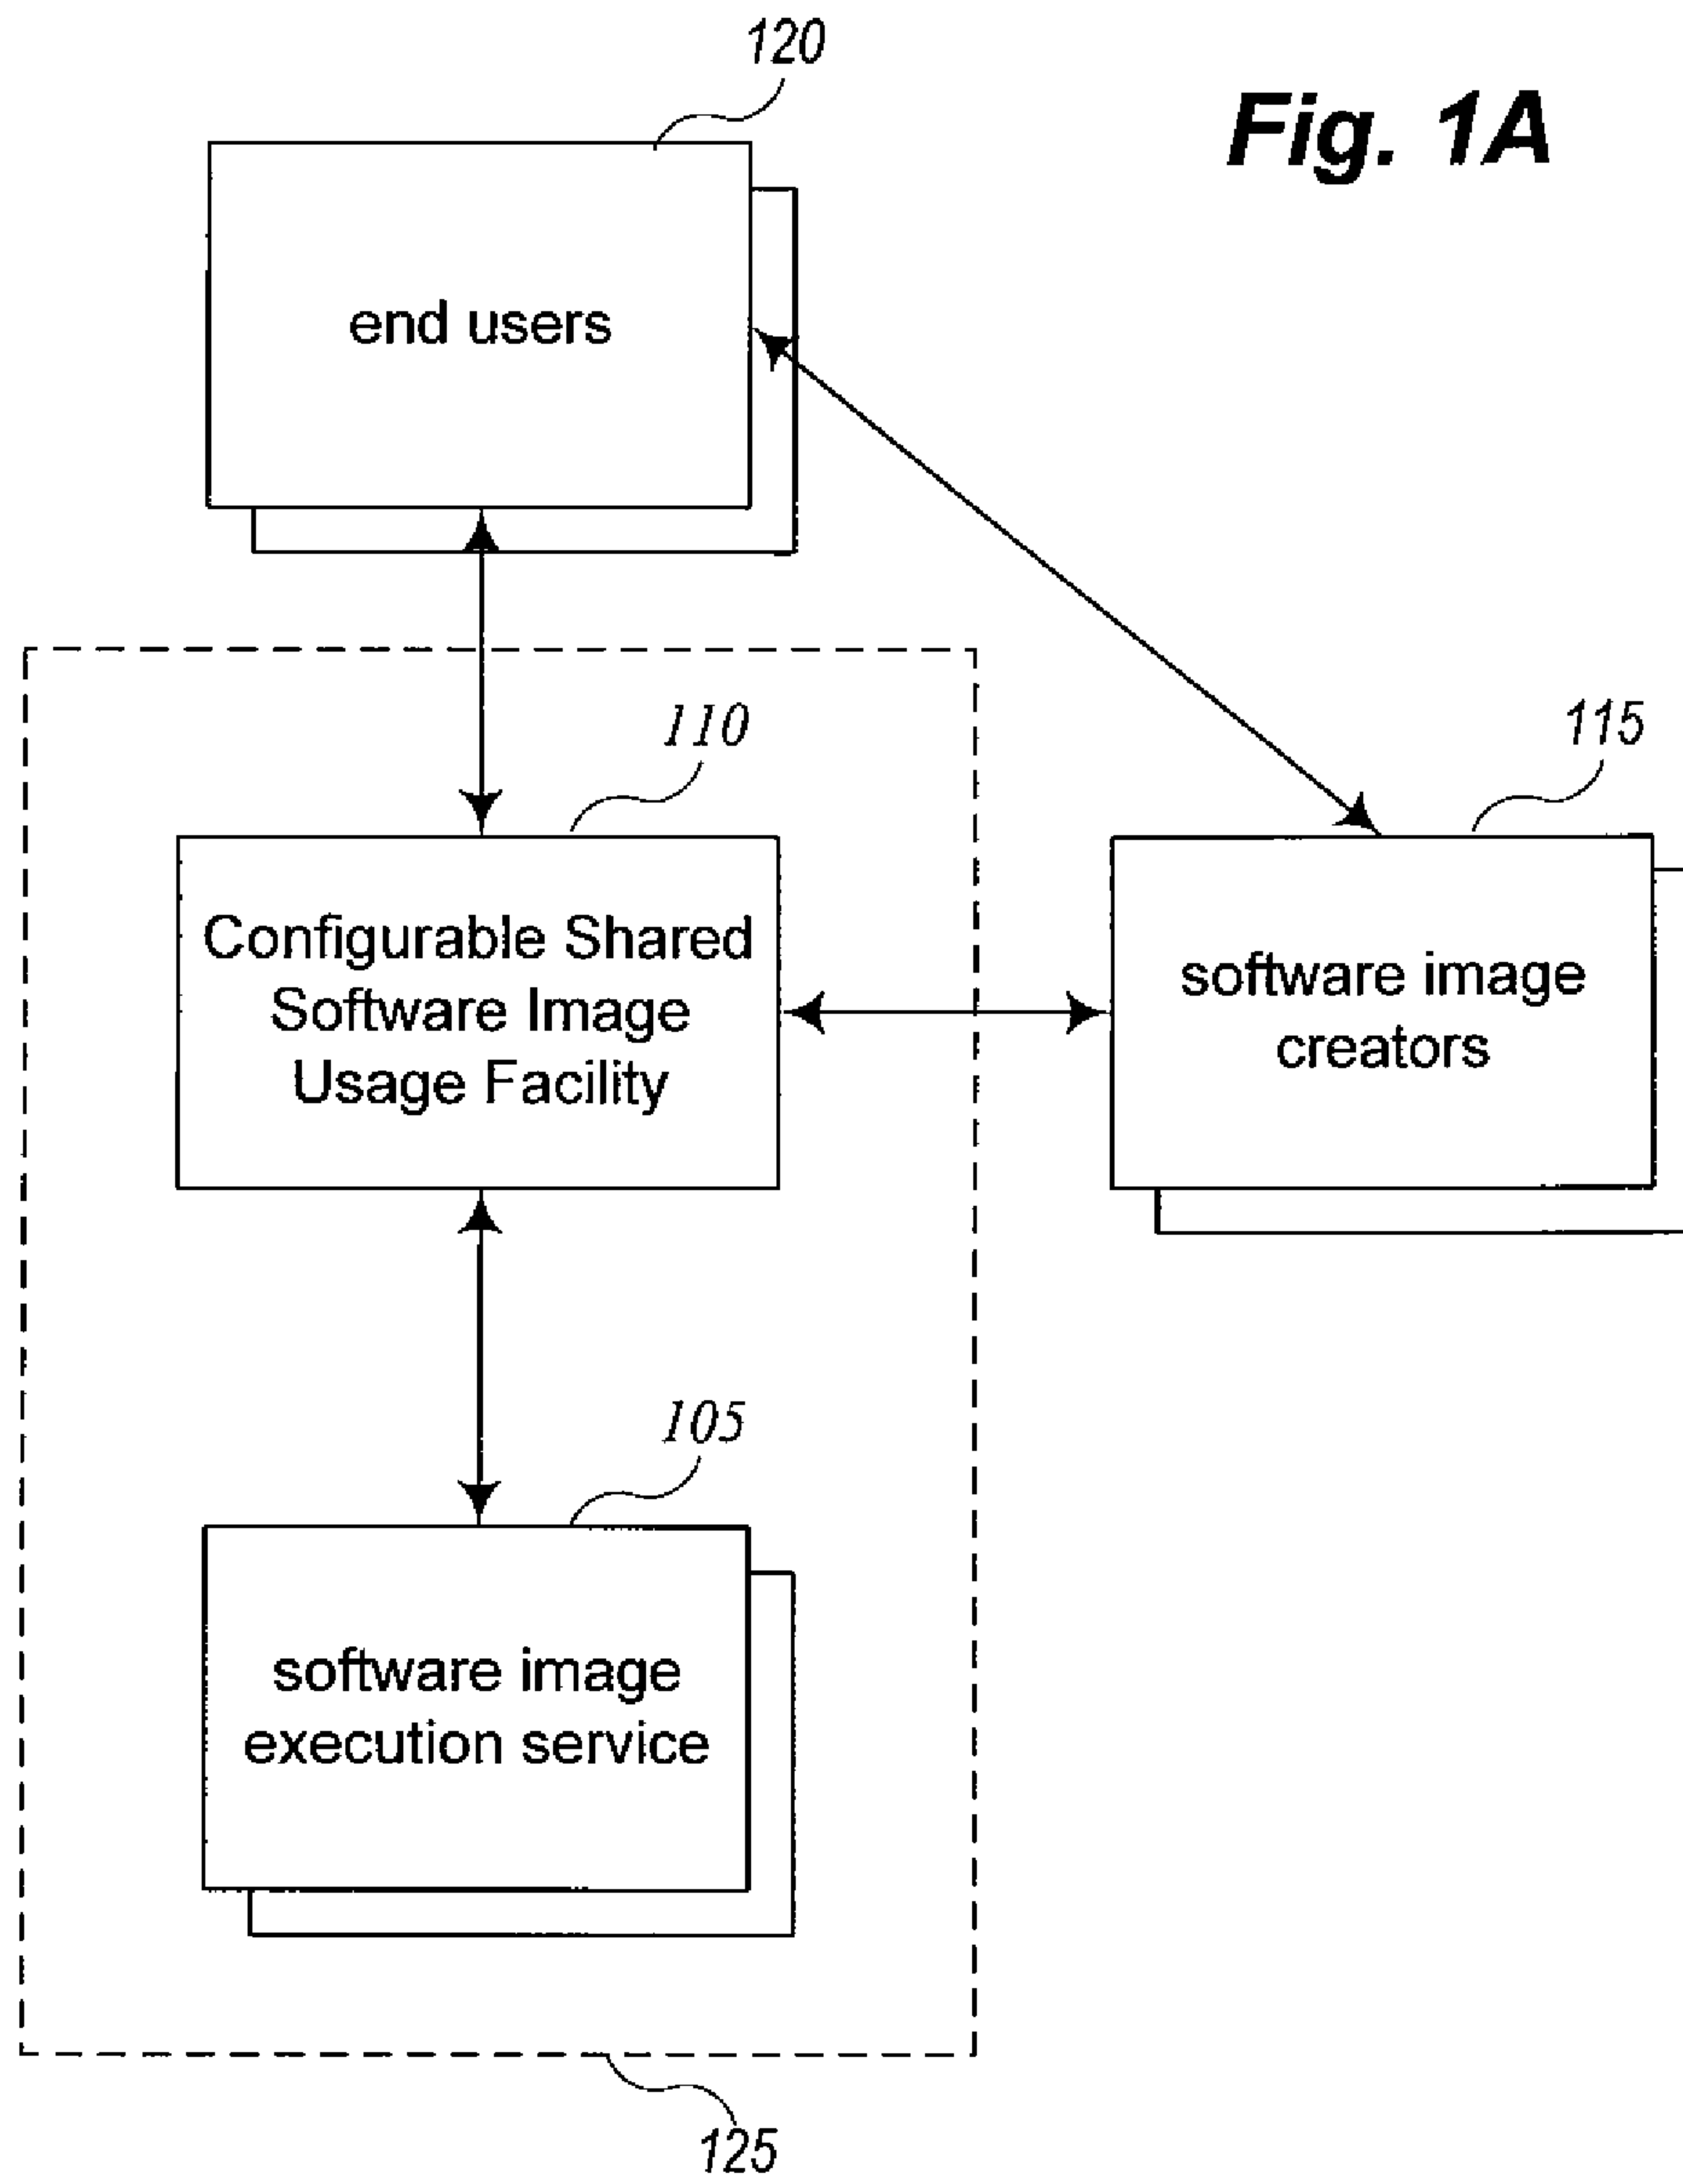 120
Fig. 1A
end users
110
115
Configurable Shared
Software Image
Usage Facility
software image
creators
105
software image
execution service
125